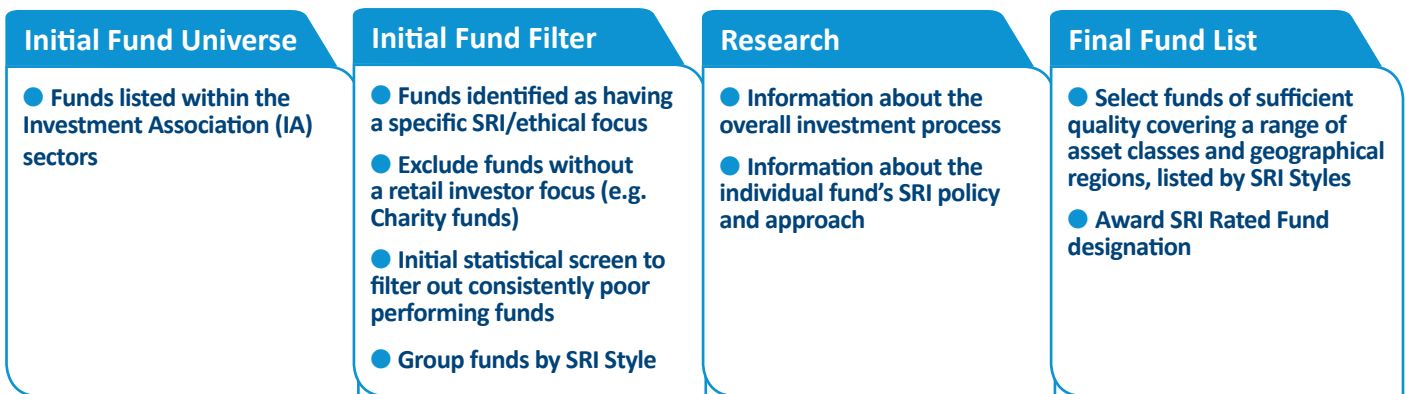 Initial Fund Universe
● Funds listed within the
Investment Association (IA)
sectors
Initial Fund Filter
● Funds identified as having
a specific SRI/ethical focus
● Exclude funds without
a retail investor focus (e.g.
Charity funds)
● Initial statistical screen to
filter out consistently poor
performing funds
● Group funds by SRI Style
Research
● Information about the
overall investment process
● Information about the
individual fund’s SRI policy
and approach
Final Fund List
● Select funds of sufficient
quality covering a range of
asset classes and geographical
regions, listed by SRI Styles
● Award SRI Rated Fund
designation